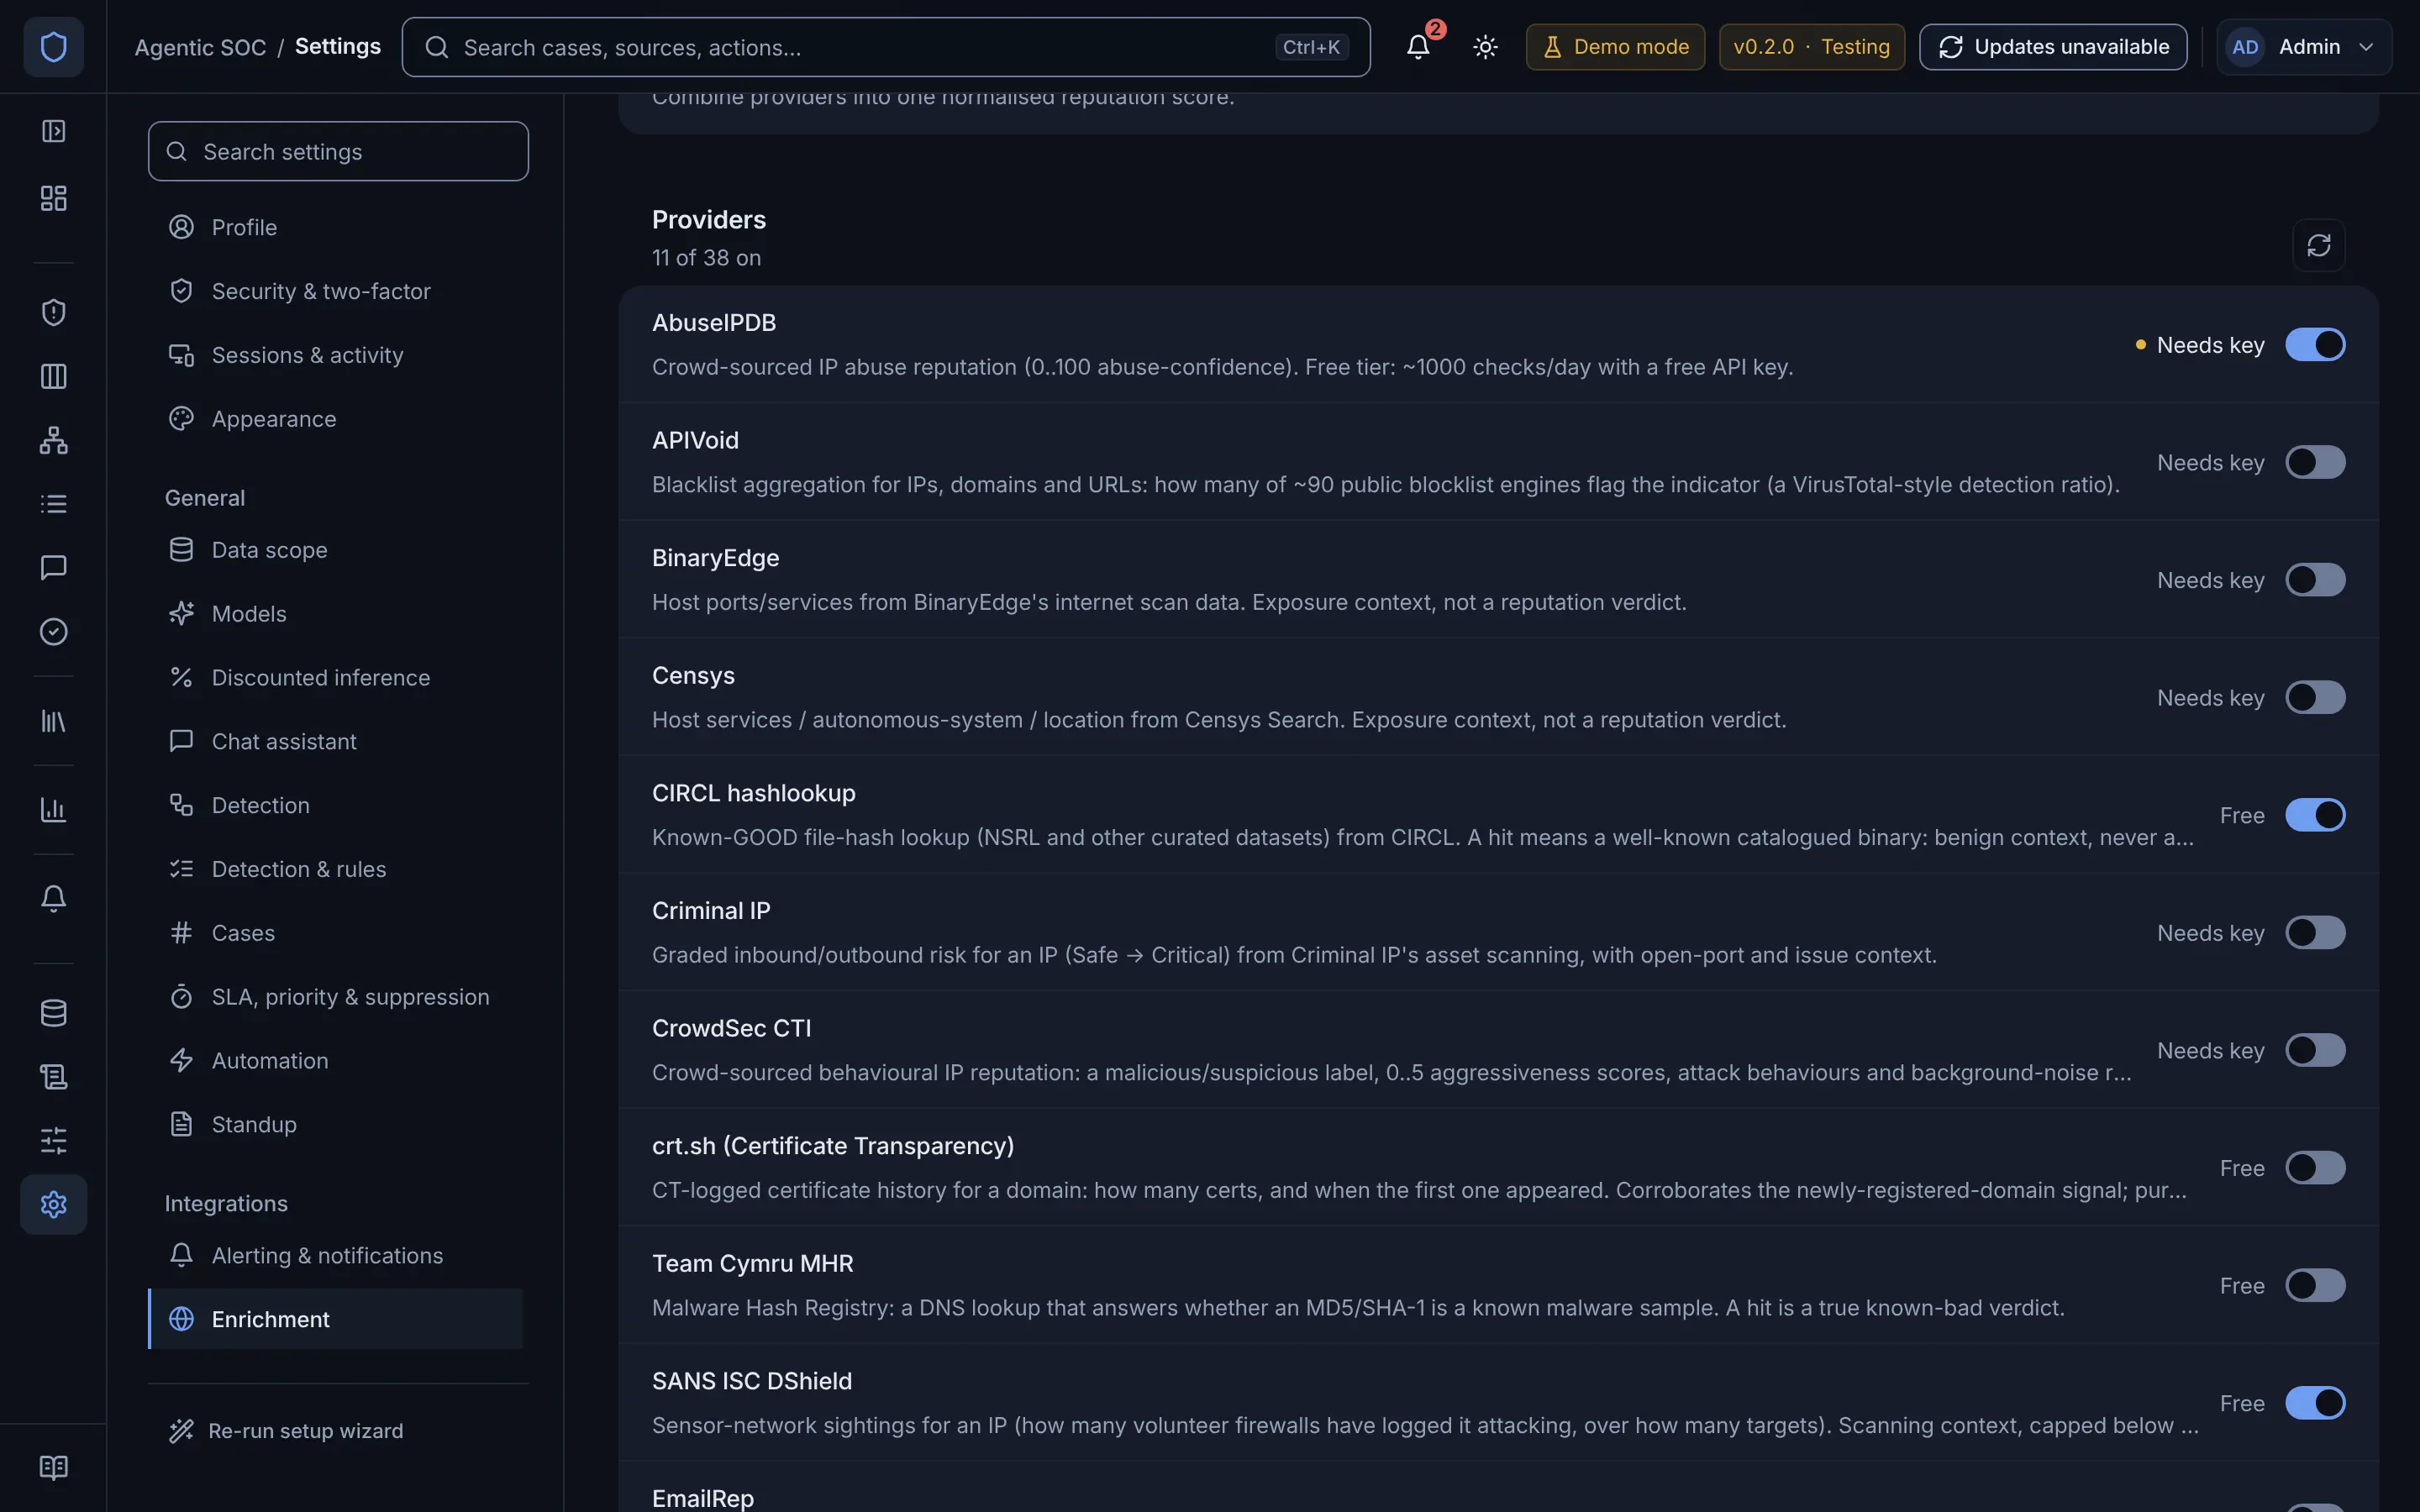 Agentic SOC / Settings
Search cases, sources, actions...
Ctrl+K
2
Demo mode
v0.2.0 · Testing
Updates unavailable
AD
Admin
Search settings
Profile
Security & two-factor
Sessions & activity
Appearance
General
Data scope
Models
Discounted inference
Chat assistant
Detection
Detection & rules
Cases
SLA, priority & suppression
Automation
Standup
Integrations
Alerting & notifications
Enrichment
Re-run setup wizard
Combine providers into one normalised reputation score.
Providers
11 of 38 on
AbuseIPDB
Crowd-sourced IP abuse reputation (0..100 abuse-confidence). Free tier: ~1000 checks/day with a free API key.
Needs key
APIVoid
Blacklist aggregation for IPs, domains and URLs: how many of ~90 public blocklist engines flag the indicator (a VirusTotal-style detection ratio).
Needs key
BinaryEdge
Host ports/services from BinaryEdge's internet scan data. Exposure context, not a reputation verdict.
Needs key
Censys
Host services / autonomous-system / location from Censys Search. Exposure context, not a reputation verdict.
Needs key
CIRCL hashlookup
Known-GOOD file-hash lookup (NSRL and other curated datasets) from CIRCL. A hit means a well-known catalogued binary: benign context, never a...
Free
Criminal IP
Graded inbound/outbound risk for an IP (Safe → Critical) from Criminal IP's asset scanning, with open-port and issue context.
Needs key
CrowdSec CTI
Crowd-sourced behavioural IP reputation: a malicious/suspicious label, 0..5 aggressiveness scores, attack behaviours and background-noise r...
Needs key
crt.sh (Certificate Transparency)
CT-logged certificate history for a domain: how many certs, and when the first one appeared. Corroborates the newly-registered-domain signal; pur...
Free
Team Cymru MHR
Malware Hash Registry: a DNS lookup that answers whether an MD5/SHA-1 is a known malware sample. A hit is a true known-bad verdict.
Free
SANS ISC DShield
Sensor-network sightings for an IP (how many volunteer firewalls have logged it attacking, over how many targets). Scanning context, capped below ...
Free
EmailRep